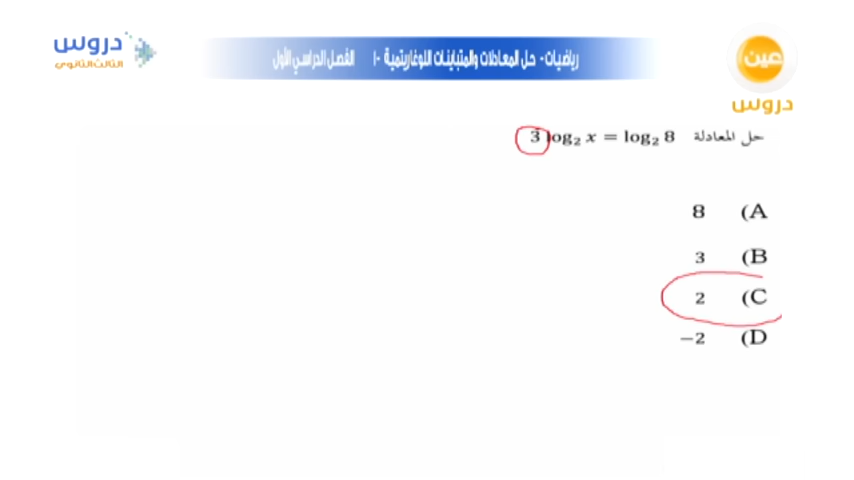 دروس
الثالث الثانوي
رياضيات - حل المعادلات والمتباينات اللوغاريتمية -١ الفصل الدراسي الأول
عين
دروس
حل المعادلة 3 log₂ x = log₂ 8
8 (A
3 (B
2 (C
−2 (D